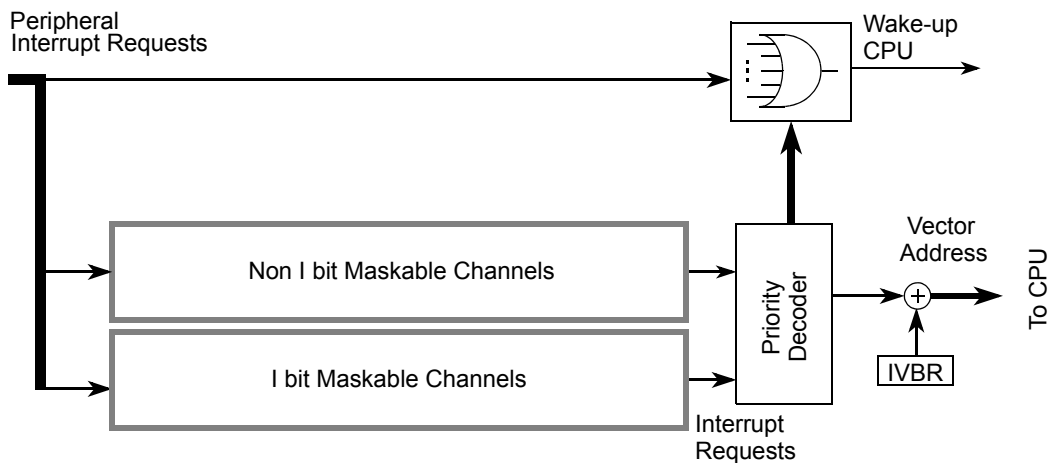 Peripheral
Interrupt Requests
Wake-up
CPU
Non I bit Maskable Channels
I bit Maskable Channels
Priority
Decoder
Interrupt
Requests
Vector
Address
+
IVBR
To CPU